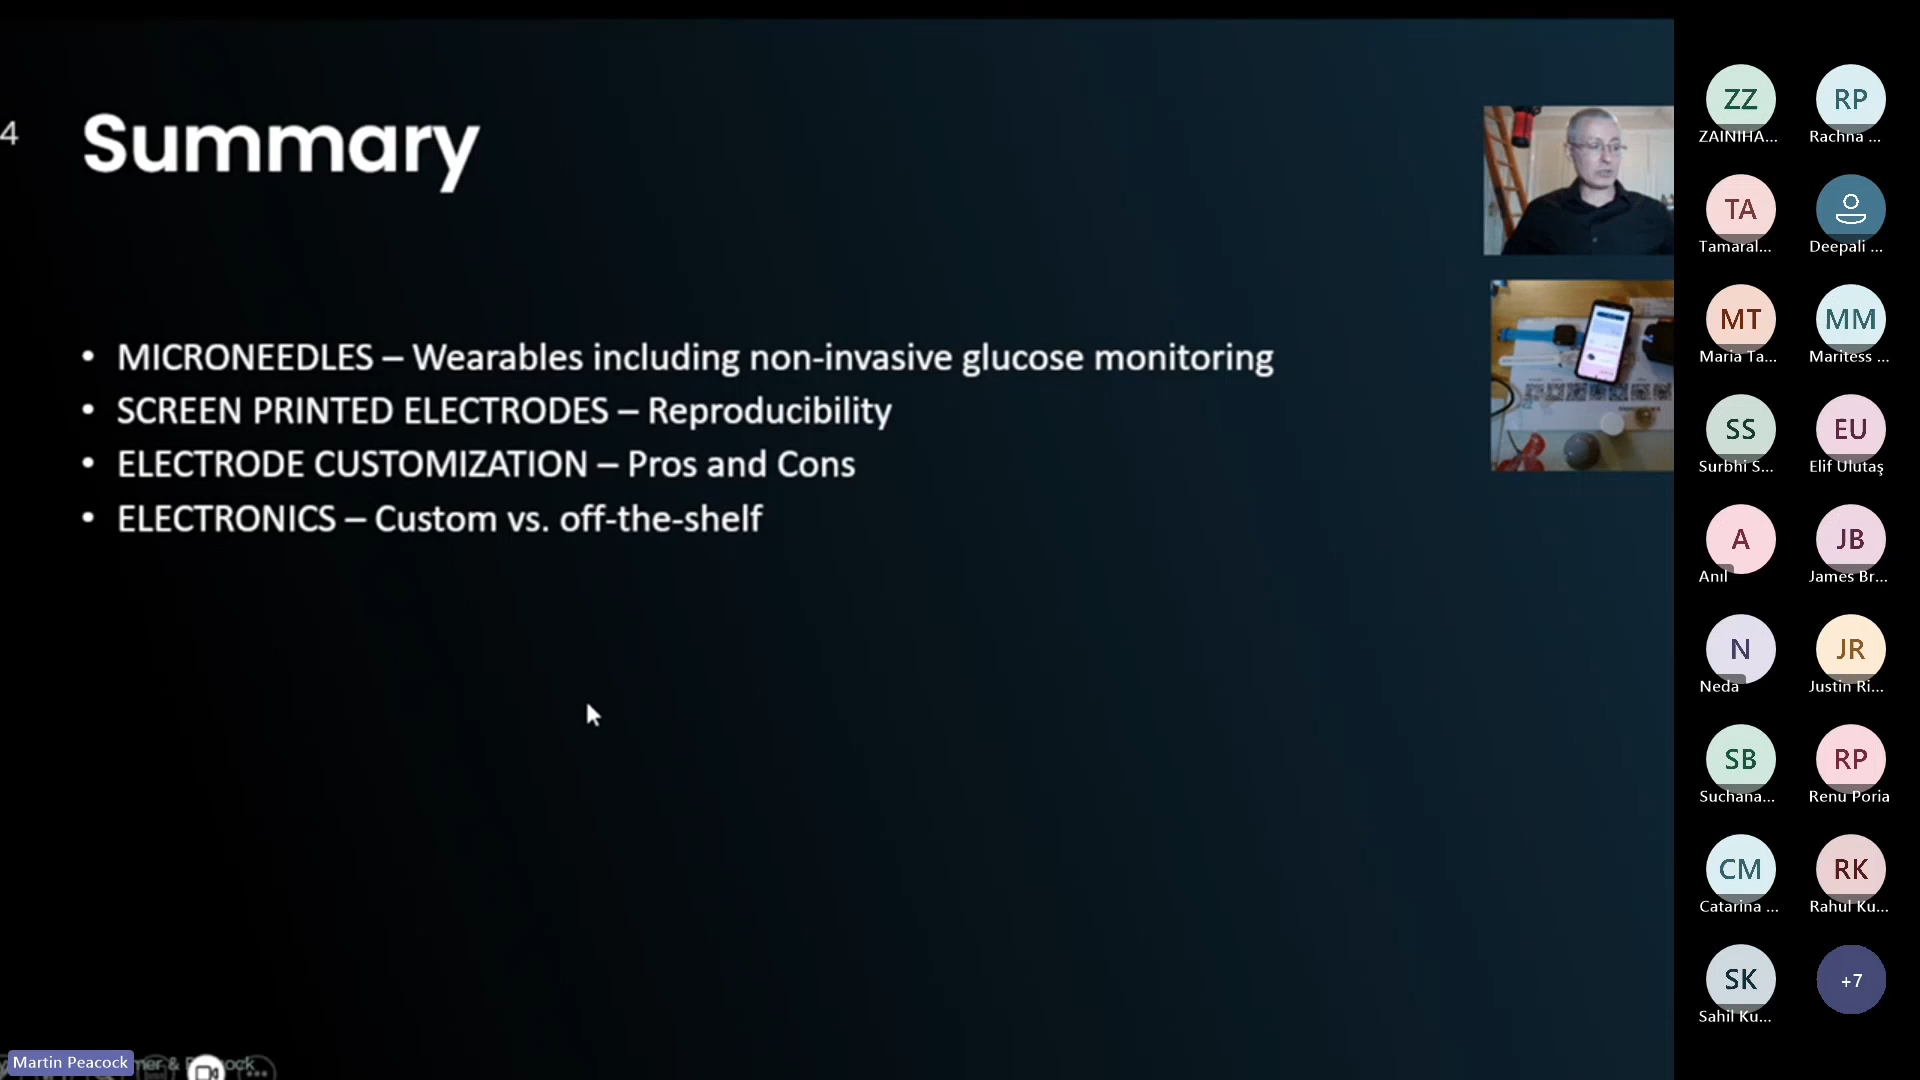 4
Summary
• MICRONEEDLES – Wearables including non-invasive glucose monitoring
• SCREEN PRINTED ELECTRODES – Reproducibility
• ELECTRODE CUSTOMIZATION – Pros and Cons
• ELECTRONICS – Custom vs. off-the-shelf
Martin Peacock
ZZ
ZAINIHA...
RP
Rachna ...
TA
Tamaral...
Deepali ...
MT
Maria Ta...
MM
Maritess ...
SS
Surbhi S...
EU
Elif Ulutaş
A
Anıl
JB
James Br...
N
Neda
JR
Justin Ri...
SB
Suchana...
RP
Renu Poria
CM
Catarina ...
RK
Rahul Ku...
SK
Sahil Ku...
+7